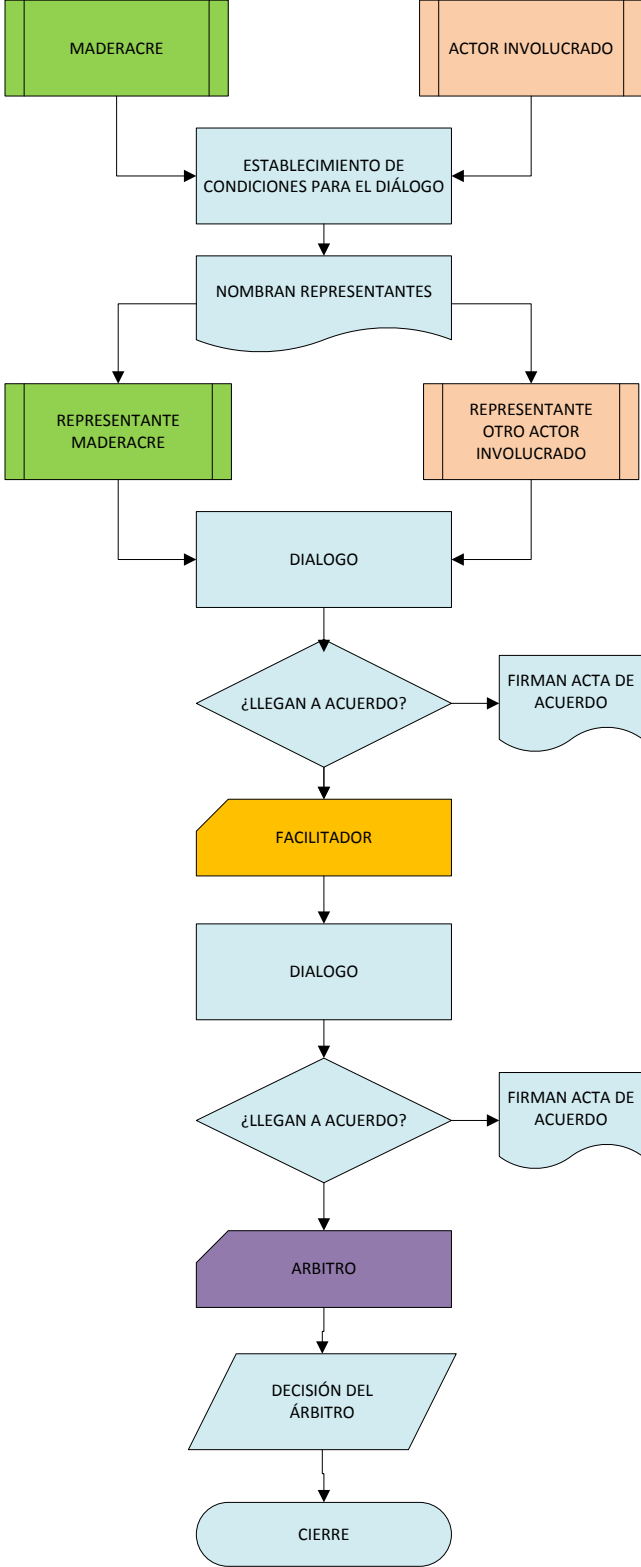 MADERACRE
ACTOR INVOLUCRADO
ESTABLECIMIENTO DE
CONDICIONES PARA EL DIÁLOGO
NOMBRAN REPRESENTANTES
REPRESENTANTE
MADERACRE
REPRESENTANTE
OTRO ACTOR
INVOLUCRADO
DIALOGO
¿LLEGAN A ACUERDO?
FIRMAN ACTA DE
ACUERDO
FACILITADOR
DIALOGO
¿LLEGAN A ACUERDO?
FIRMAN ACTA DE
ACUERDO
ARBITRO
DECISIÓN DEL
ÁRBITRO
CIERRE